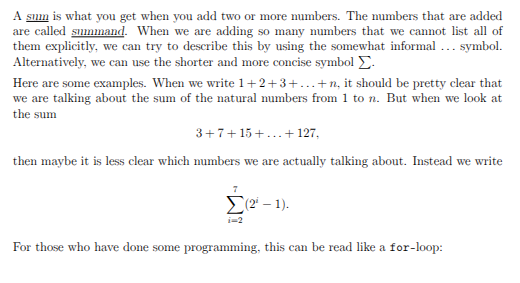 A sum is what you get when you add two or more numbers. The numbers that are added
are called summand. When we are adding so many numbers that we cannot list all of
them explicitly, we can try to describe this by using the somewhat informal ... symbol.
Alternatively, we can use the shorter and more concise symbol ∑.
Here are some examples. When we write 1 + 2 + 3 + ... + n, it should be pretty clear that
we are talking about the sum of the natural numbers from 1 to n. But when we look at
the sum
3 + 7 + 15 + ... + 127,
then maybe it is less clear which numbers we are actually talking about. Instead we write
7
∑(2ⁱ − 1).
i=2
For those who have done some programming, this can be read like a for-loop: